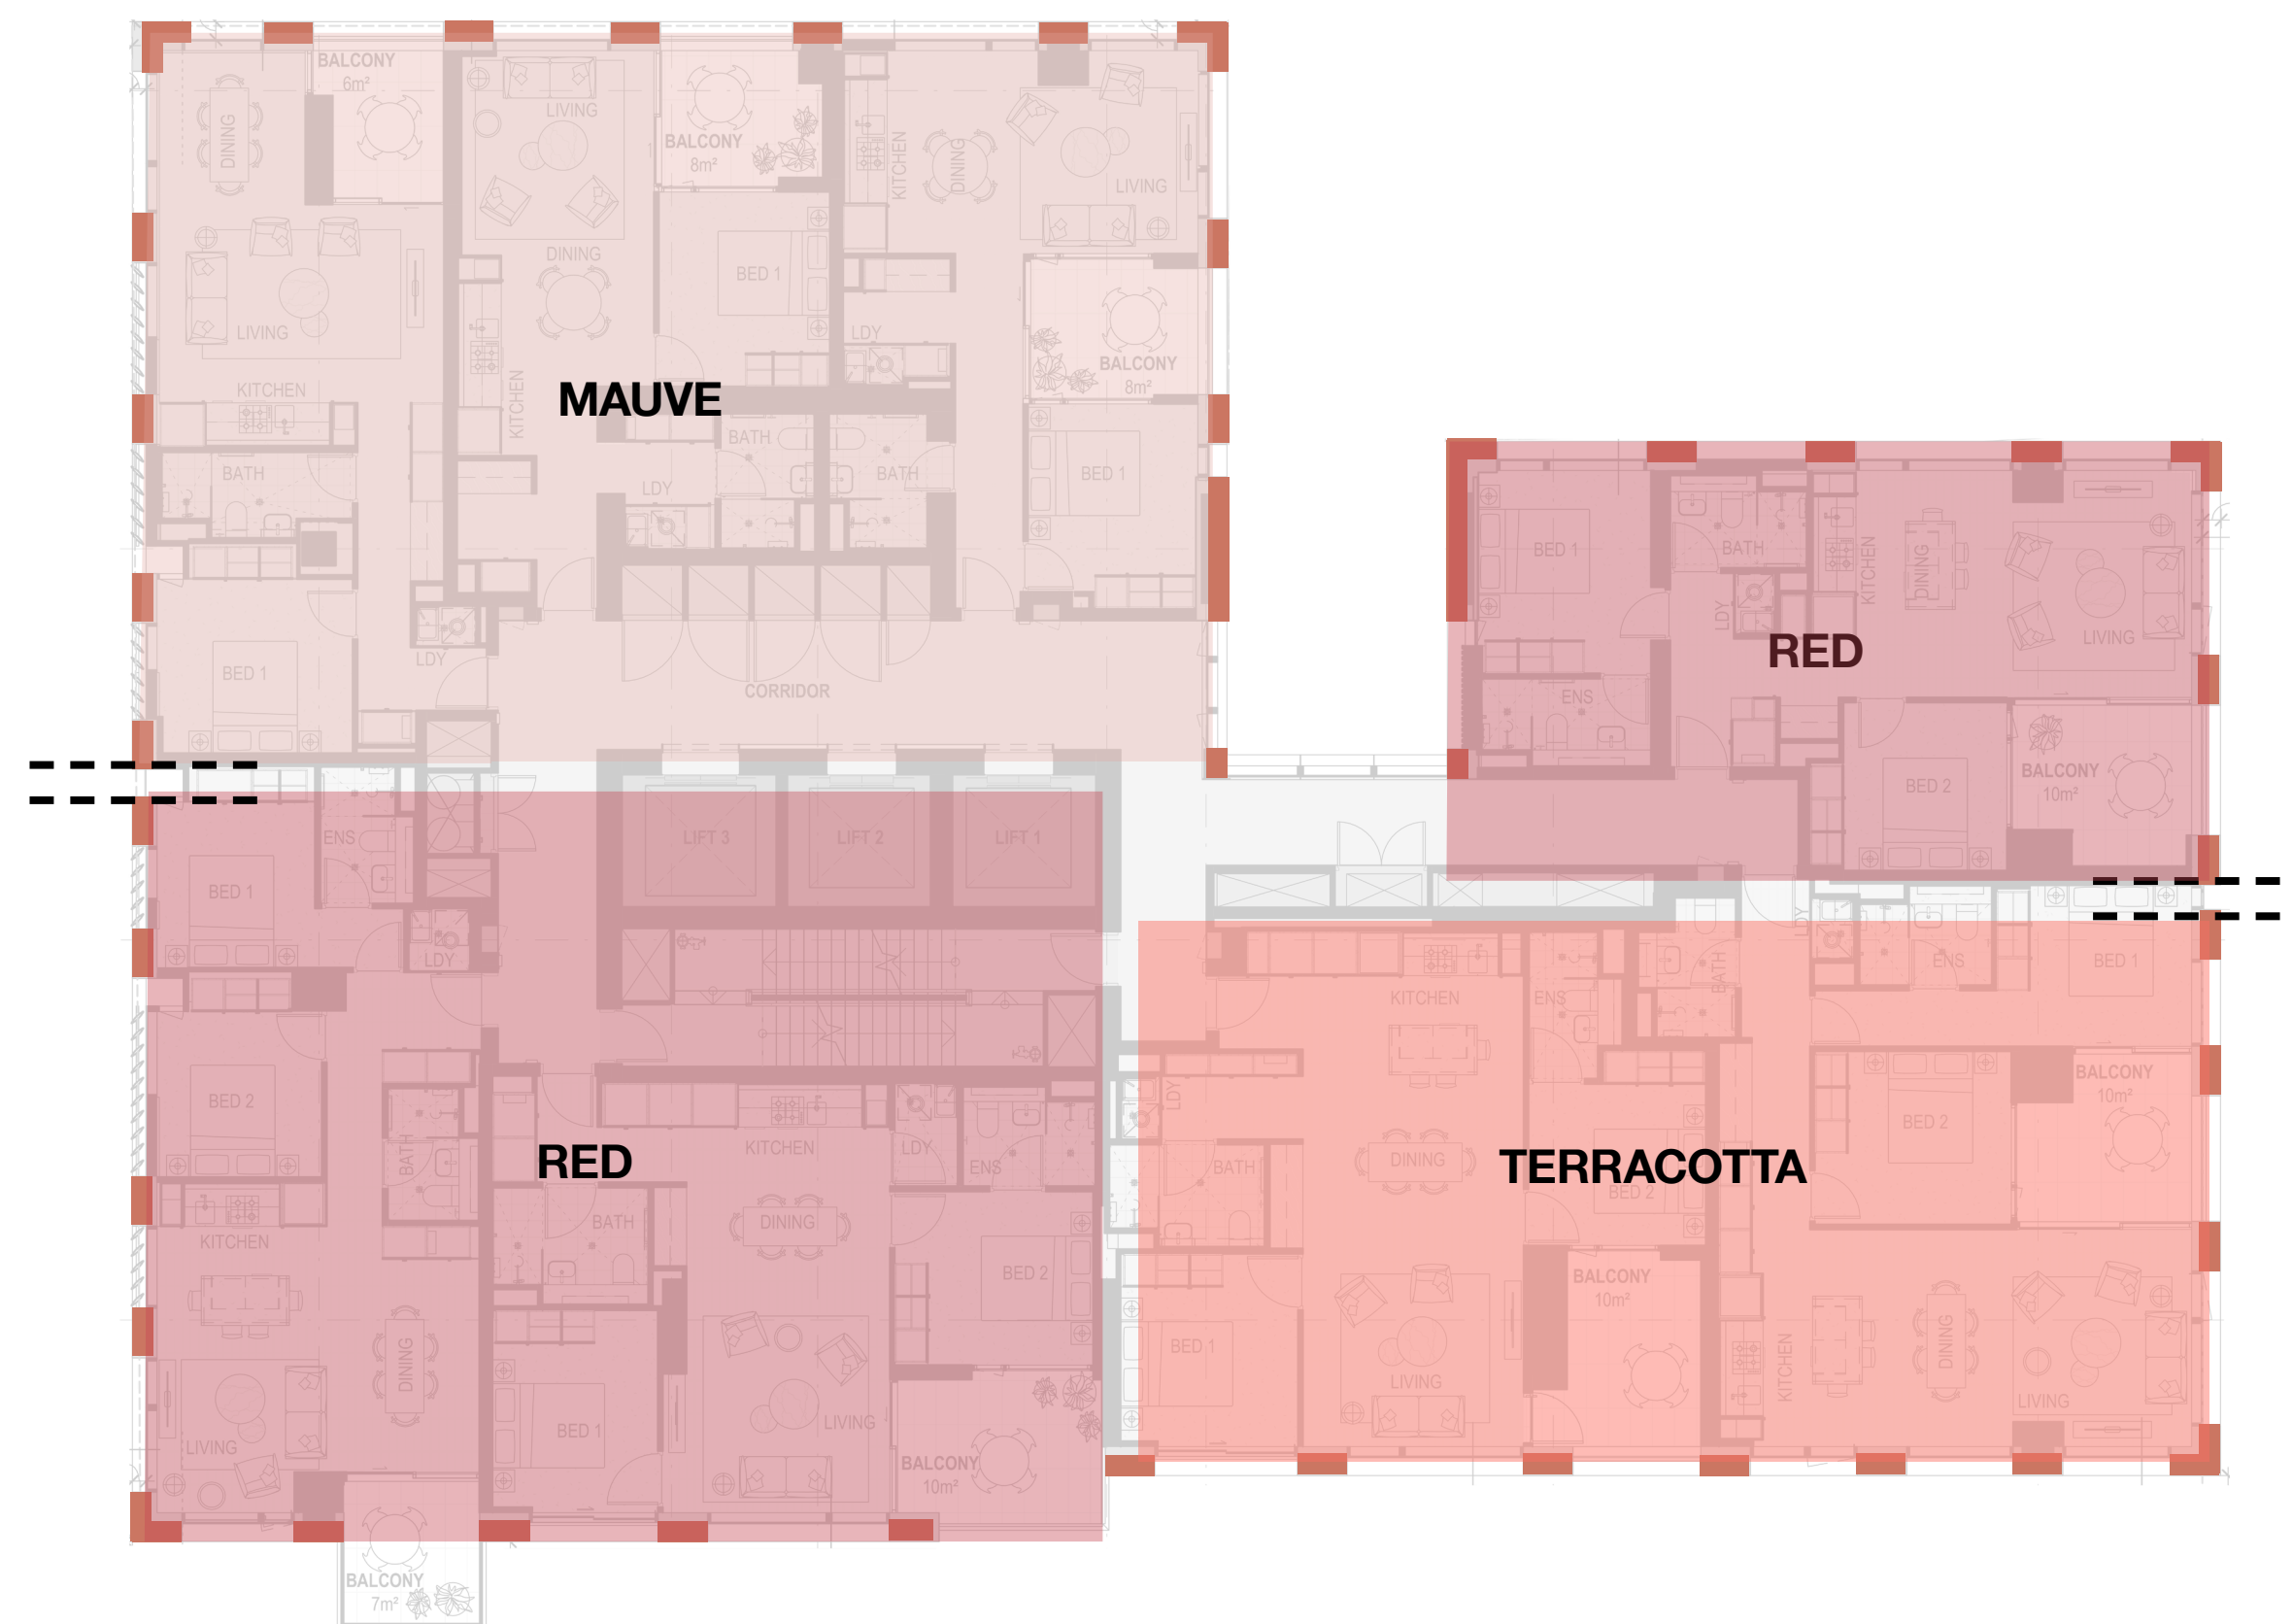 BALCONY
6m²
DINING
LIVING
KITCHEN
BATH
BED 1
LDY
LIVING
BALCONY
8m²
DINING
BED 1
KITCHEN
MAUVE
BATH
LDY
KITCHEN
DINING
LIVING
LDY
BALCONY
8m²
BATH
BED 1
CORRIDOR
BED 1
BATH
KITCHEN
DINING
LDY
RED
LIVING
ENS
BED 2
BALCONY
10m²
ENS
BED 1
LIFT 3
LIFT 2
LIFT 1
LDY
BED 2
BATH
KITCHEN
DINING
LIVING
BALCONY
7m²
RED
KITCHEN
LDY
ENS
BATH
DINING
BED 2
BED 1
LIVING
BALCONY
10m²
KITCHEN
ENS
LDY
BATH
DINING
BED 2
BED 1
LIVING
BALCONY
10m²
TERRACOTTA
LDY
BATH
ENS
BED 1
BALCONY
10m²
BED 2
KITCHEN
DINING
LIVING